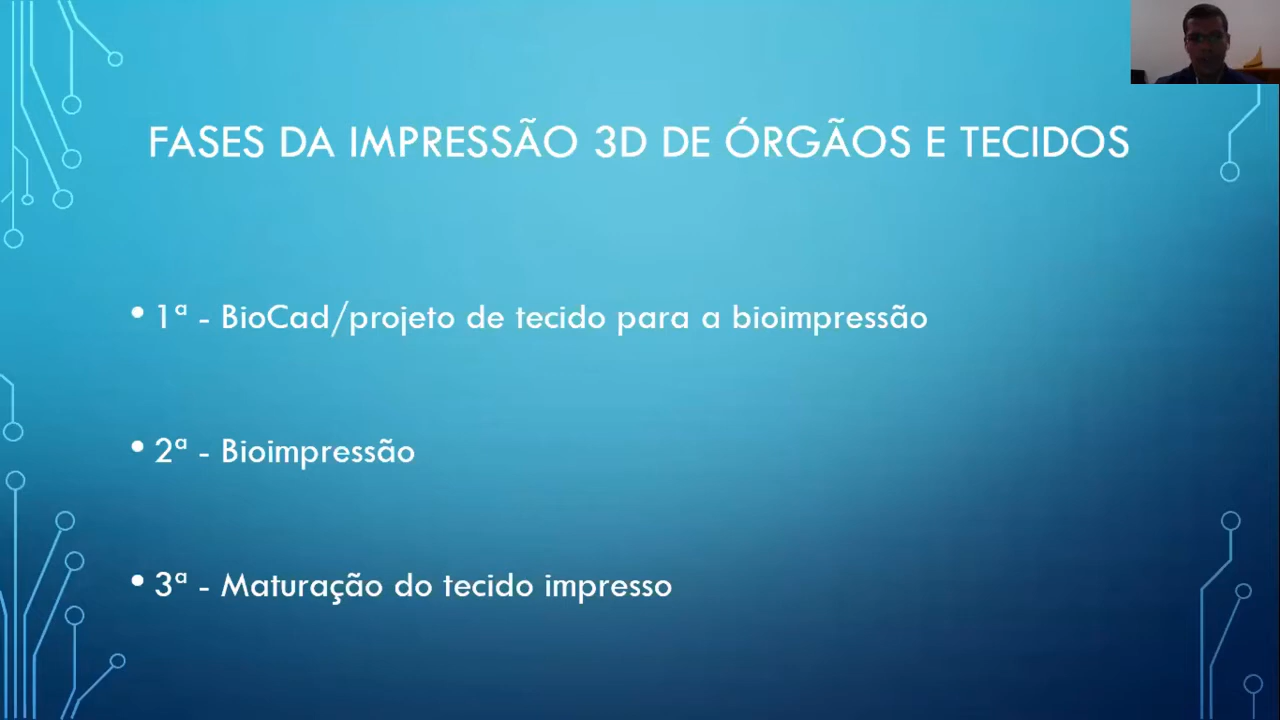 FASES DA IMPRESSÃO 3D DE ÓRGÃOS E TECIDOS
• 1ª - BioCad/projeto de tecido para a bioimpressão
• 2ª - Bioimpressão
• 3ª - Maturação do tecido impresso